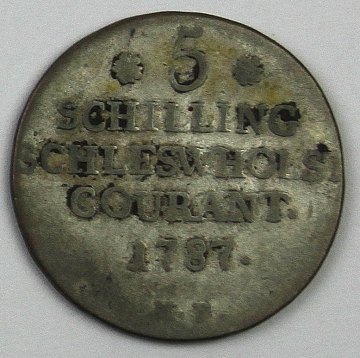 * 5 *
SCHILLING
SCHLESW.HOLST
COURANT.
1787.